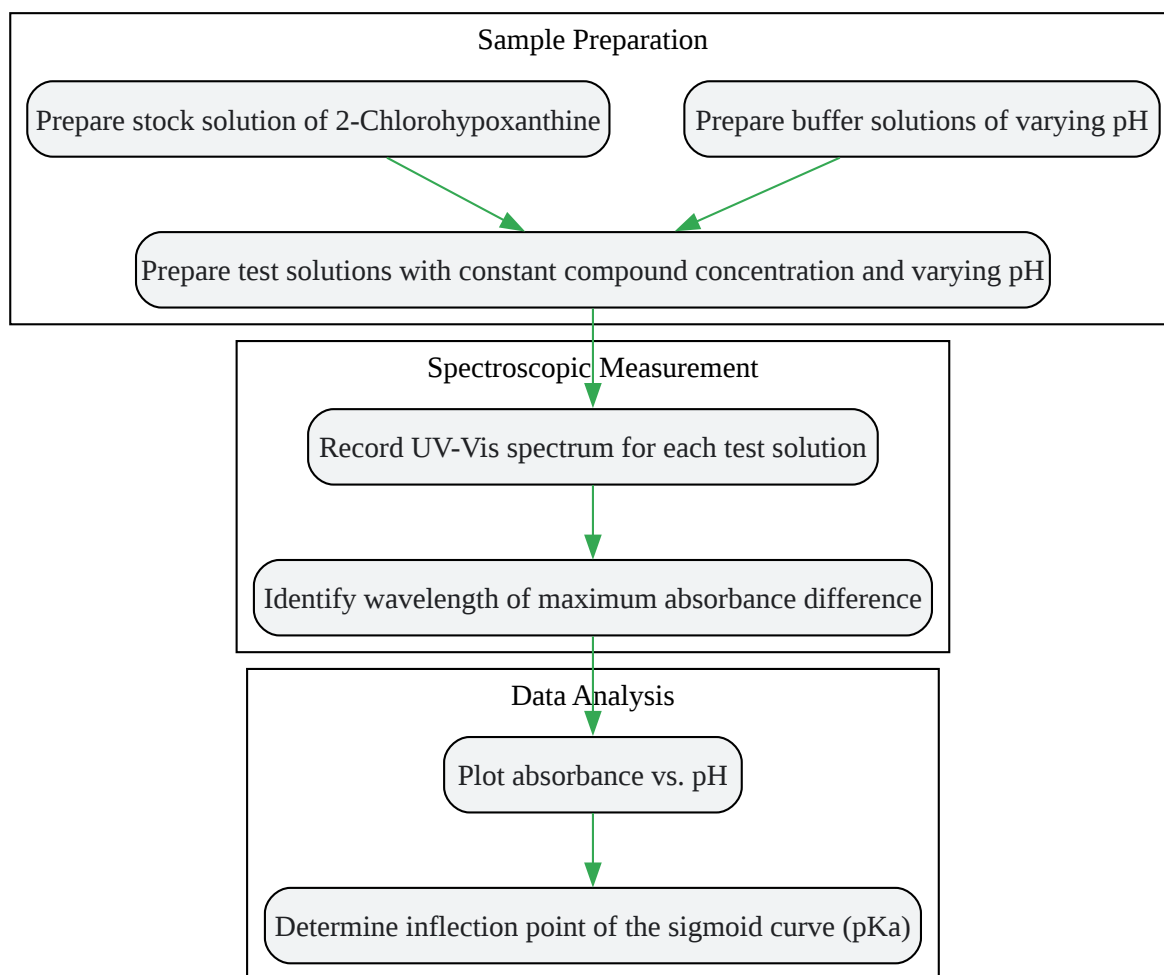 Sample Preparation
Prepare stock solution of 2-Chlorohypoxanthine
Prepare buffer solutions of varying pH
Prepare test solutions with constant compound concentration and varying pH
Spectroscopic Measurement
Record UV-Vis spectrum for each test solution
Identify wavelength of maximum absorbance difference
Data Analysis
Plot absorbance vs. pH
Determine inflection point of the sigmoid curve (pKa)